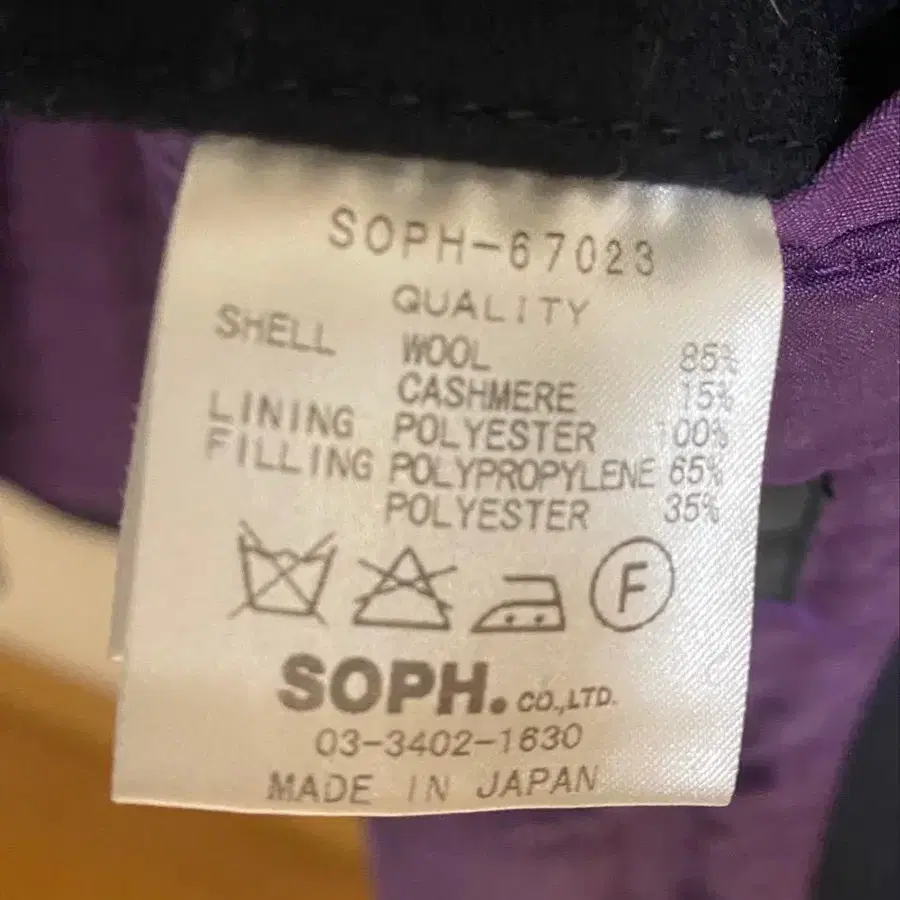 SOPH-67023
QUALITY
SHELL WOOL 85%
CASHMERE 15%
LINING POLYESTER 100%
FILLING POLYPROPYLENE 65%
POLYESTER 35%
F
SOPH. CO.,LTD.
03-3402-1630
MADE IN JAPAN